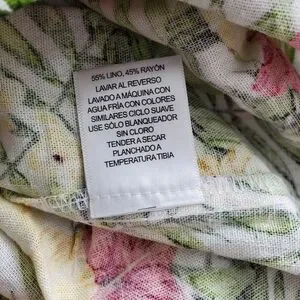 55% LINO, 45% RAYÓN
LAVAR AL REVERSO
LAVADO A MÁQUINA CON
AGUA FRÍA CON COLORES
SIMILARES CICLO SUAVE
USE SÓLO BLANQUEADOR
SIN CLORO
TENDER A SECAR
PLANCHADO A
TEMPERATURA TIBIA